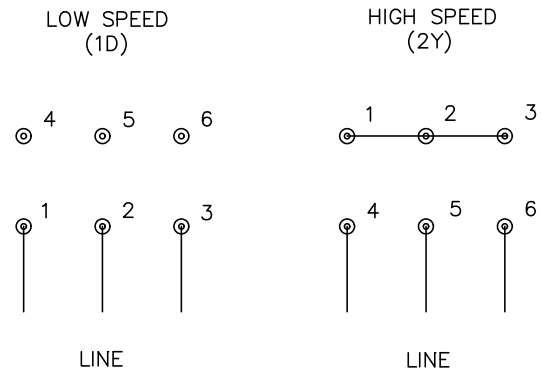 LOW SPEED
(1D)
4 5 6
1 2 3
LINE
HIGH SPEED
(2Y)
1 2 3
4 5 6
LINE